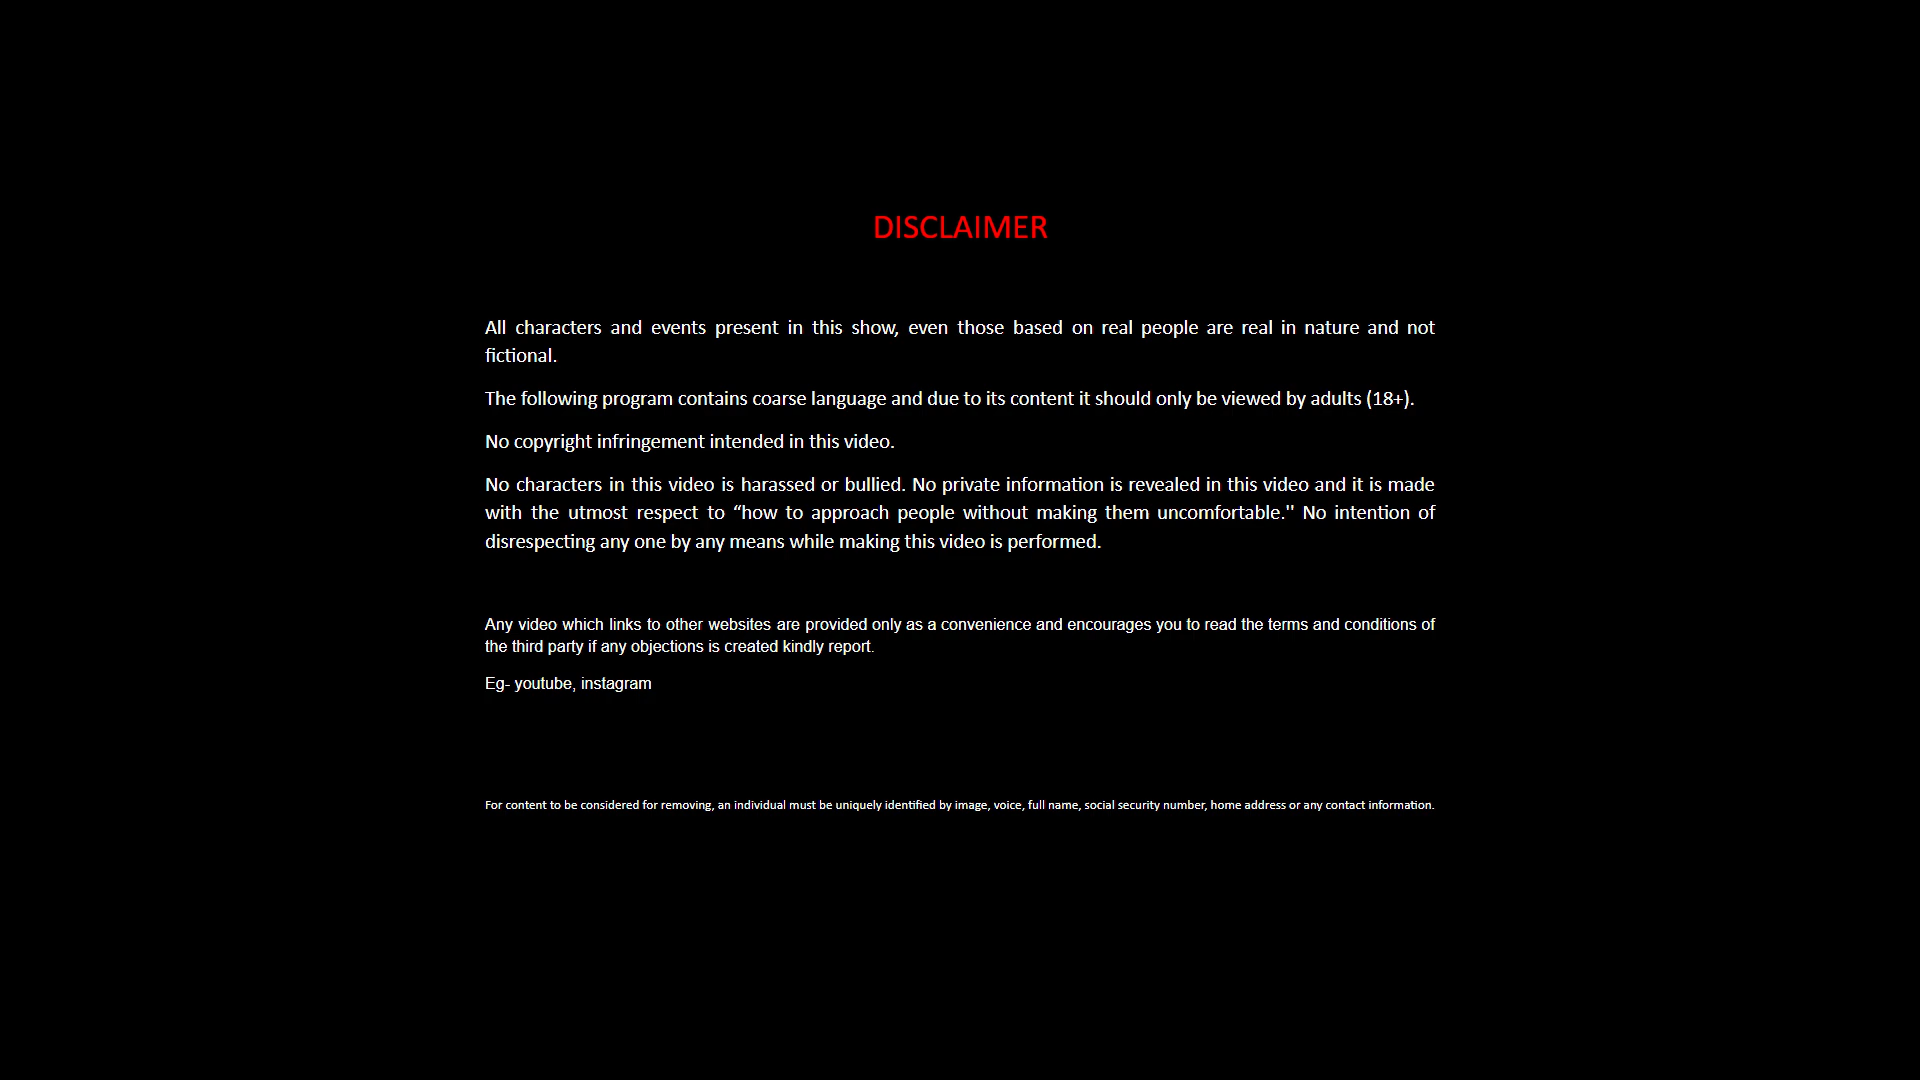 DISCLAIMER
All characters and events present in this show, even those based on real people are real in nature and not
fictional.
The following program contains coarse language and due to its content it should only be viewed by adults (18+).
No copyright infringement intended in this video.
No characters in this video is harassed or bullied. No private information is revealed in this video and it is made
with the utmost respect to “how to approach people without making them uncomfortable.'' No intention of
disrespecting any one by any means while making this video is performed.
Any video which links to other websites are provided only as a convenience and encourages you to read the terms and conditions of
the third party if any objections is created kindly report.
Eg- youtube, instagram
For content to be considered for removing, an individual must be uniquely identified by image, voice, full name, social security number, home address or any contact information.